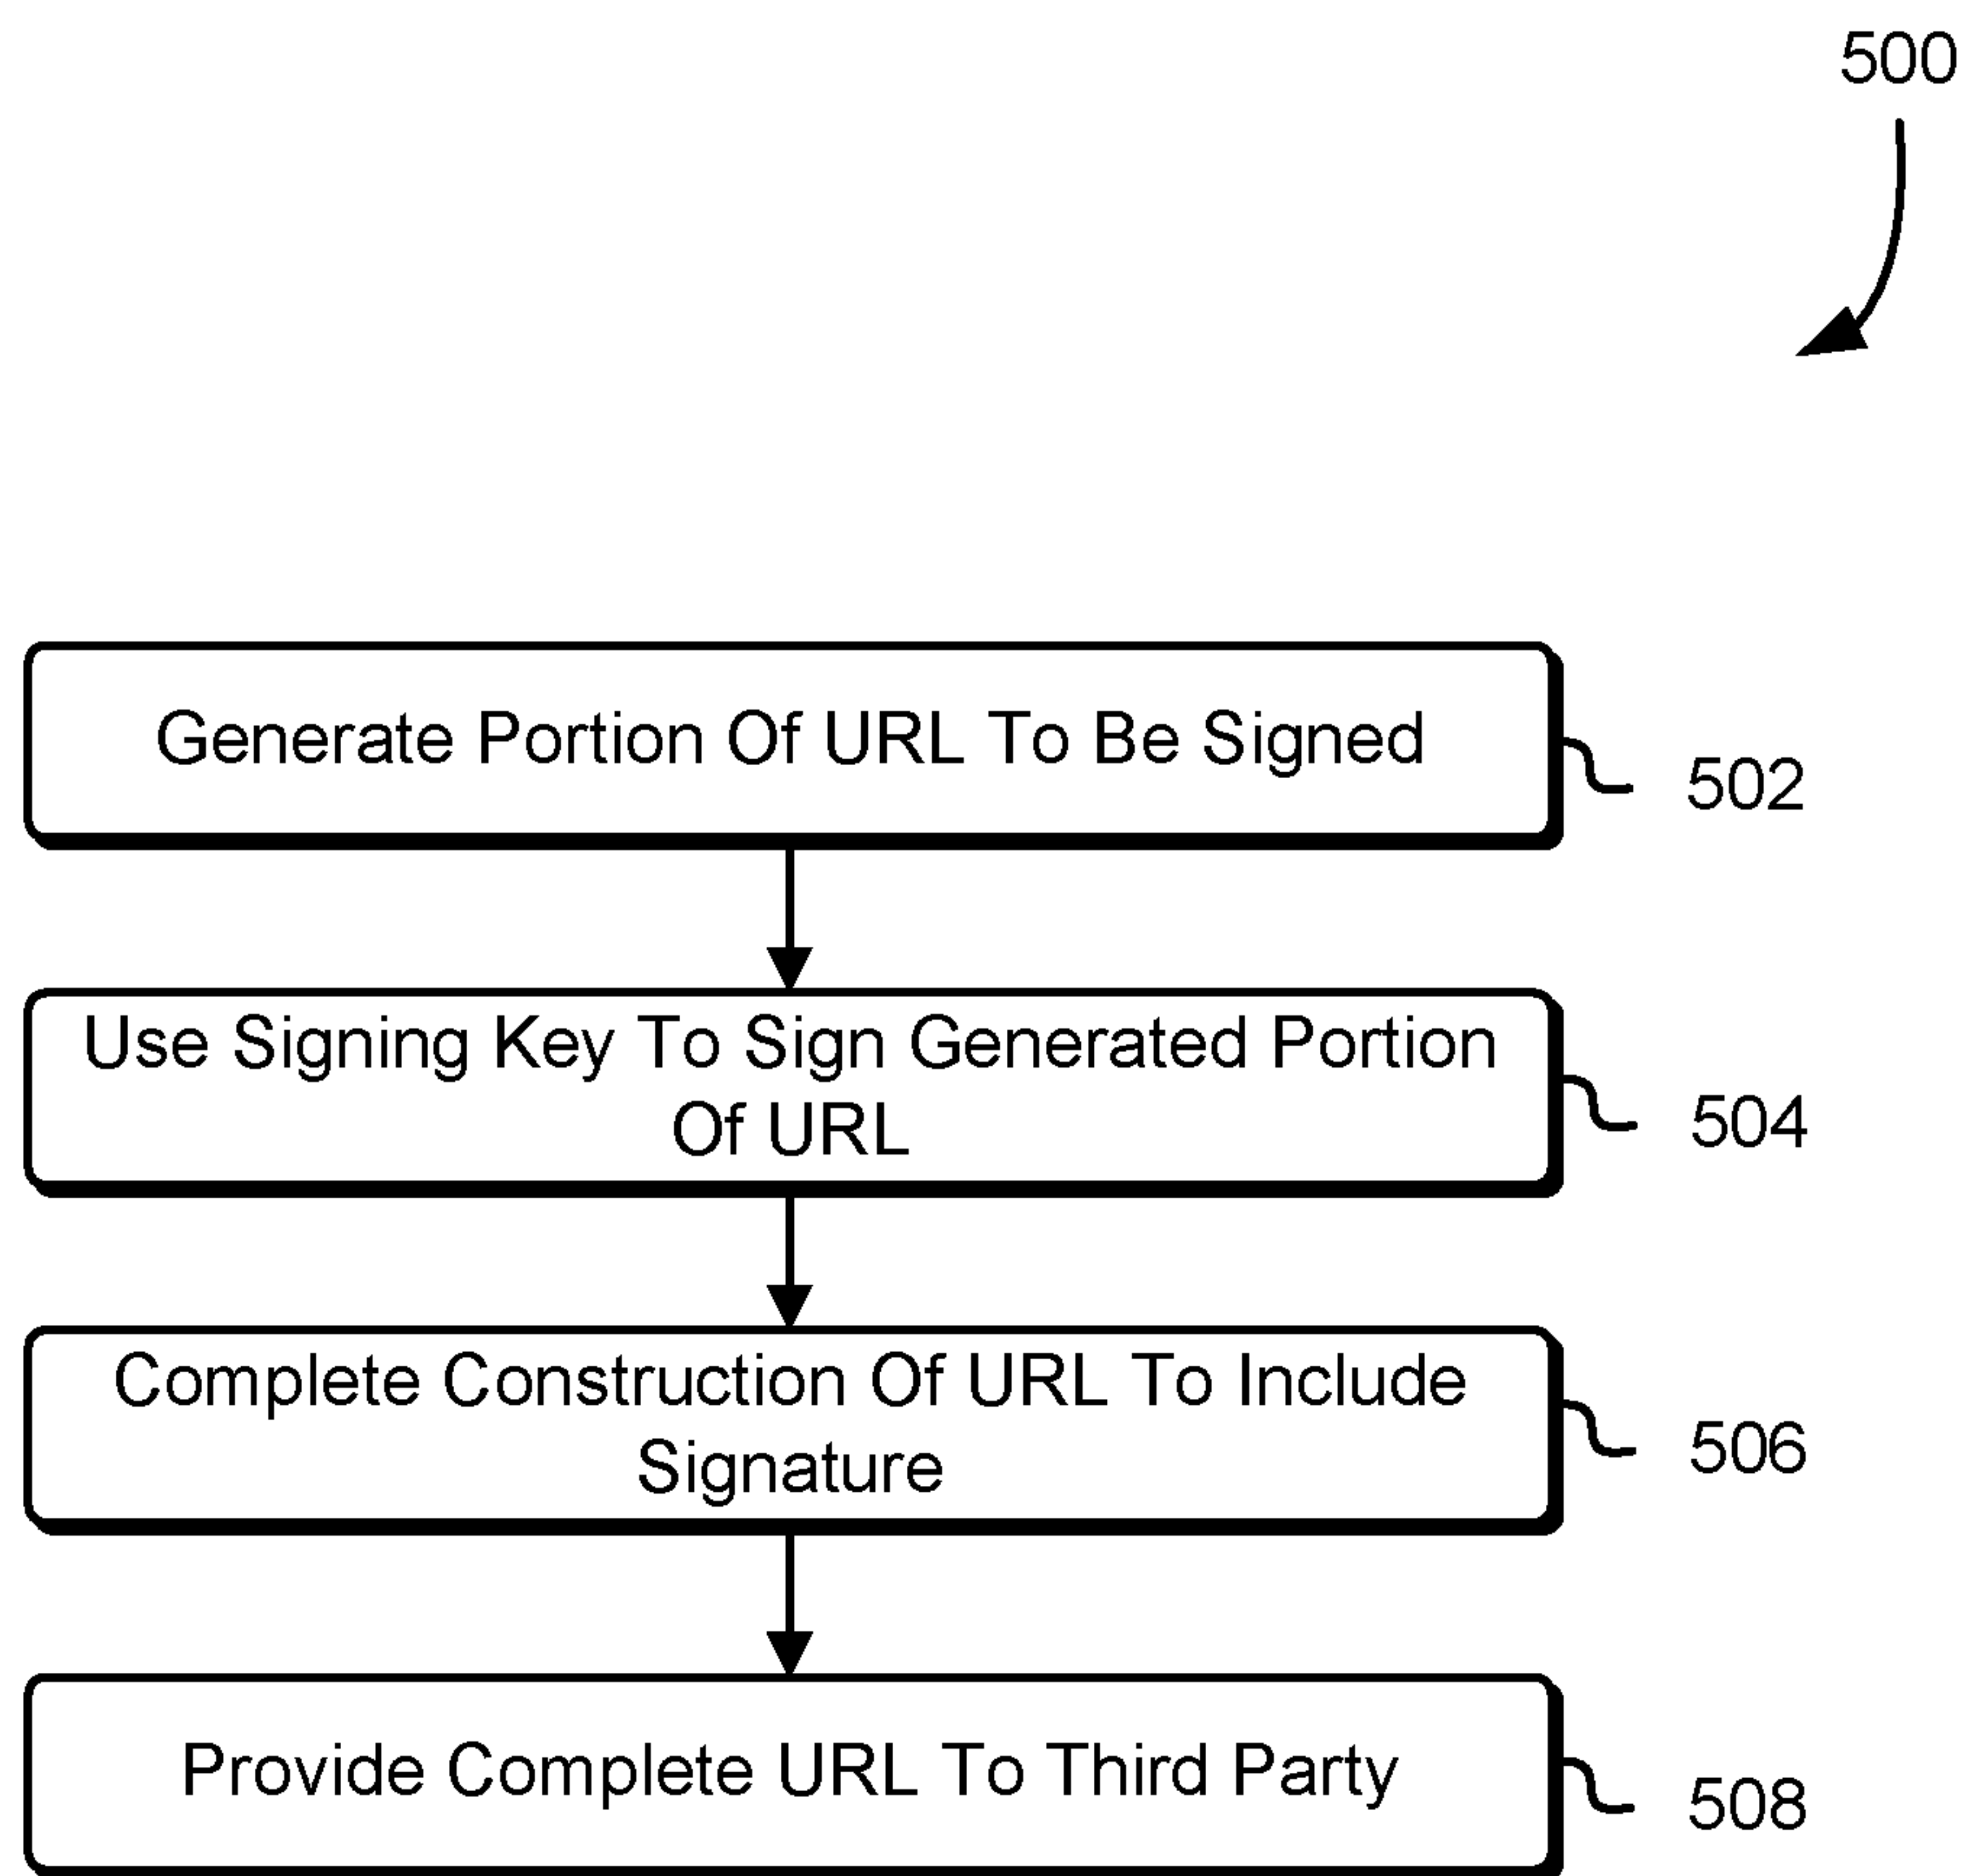 500
Generate Portion Of URL To Be Signed
502
Use Signing Key To Sign Generated Portion
Of URL
504
Complete Construction Of URL To Include
Signature
506
Provide Complete URL To Third Party
508